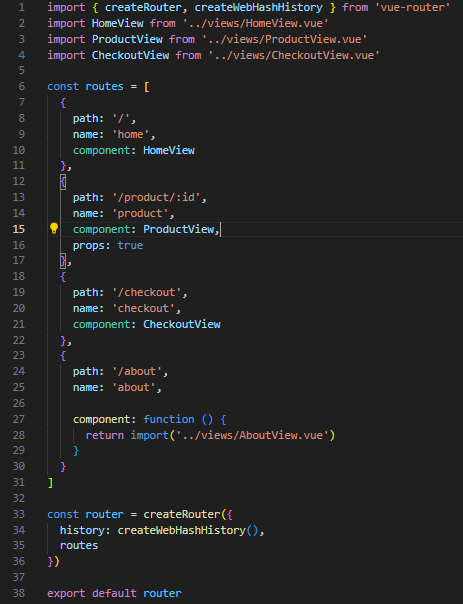 1 import { createRouter, createWebHashHistory } from 'vue-router'
2 import HomeView from '../views/HomeView.vue'
3 import ProductView from '../views/ProductView.vue'
4 import CheckoutView from '../views/CheckoutView.vue'
5
6 const routes = [
7   {
8     path: '/',
9     name: 'home',
10     component: HomeView
11   },
12   {
13     path: '/product/:id',
14     name: 'product',
15     component: ProductView,
16     props: true
17   },
18   {
19     path: '/checkout',
20     name: 'checkout',
21     component: CheckoutView
22   },
23   {
24     path: '/about',
25     name: 'about',
26
27     component: function () {
28       return import('../views/AboutView.vue')
29     }
30   }
31 ]
32
33 const router = createRouter({
34   history: createWebHashHistory(),
35   routes
36 })
37
38 export default router